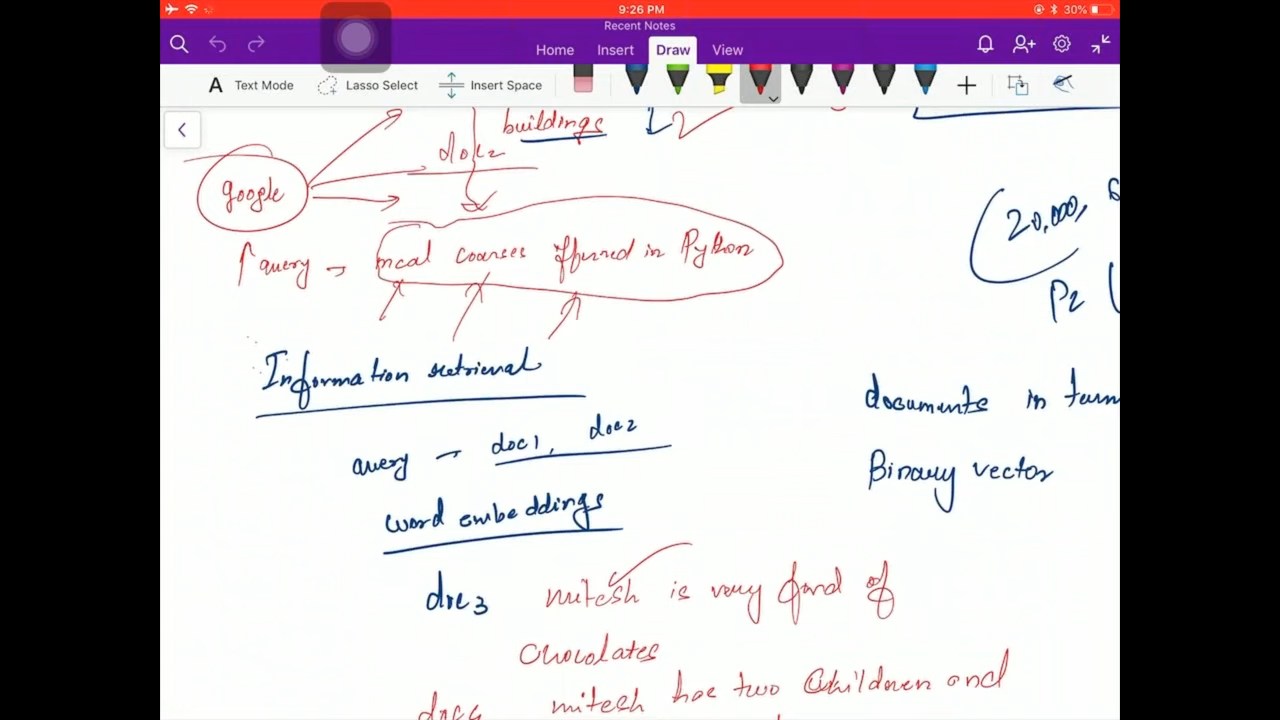 9:26 PM
30%
Recent Notes
Home Insert Draw View
A Text Mode Lasso Select Insert Space
buildings
doc2
google
20,000,
query → mcal courses offerred in Python
P2
Information retrieval
documents in term
query → doc1, doc2
Binary vector
word embeddings
doc3 mitesh is very fond of
chocolates
mitesh has two children and